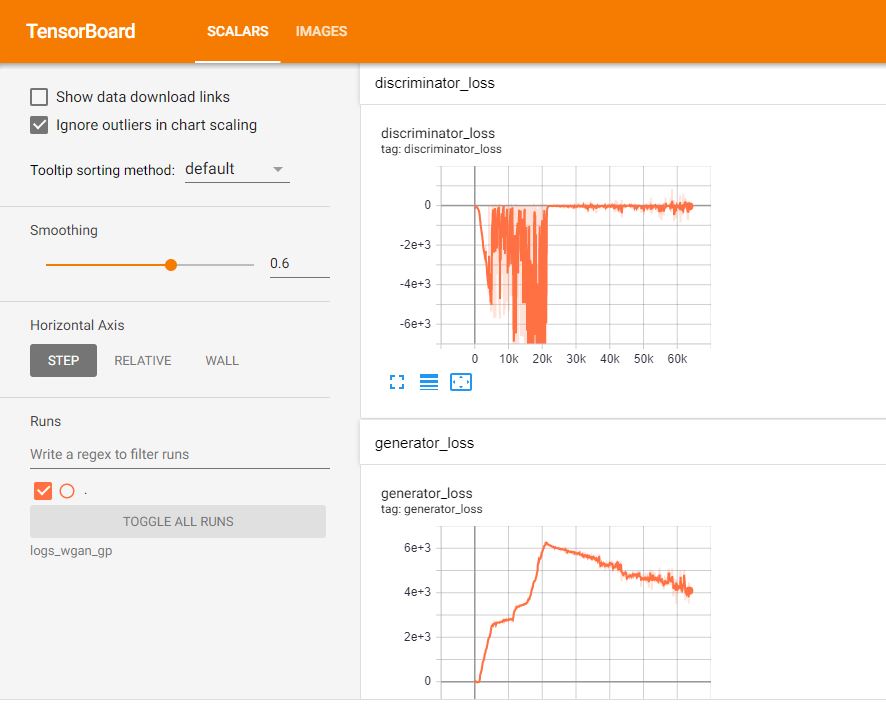 TensorBoard SCALARS IMAGES
Show data download links
Ignore outliers in chart scaling
Tooltip sorting method: default
Smoothing
0.6
Horizontal Axis
STEP RELATIVE WALL
Runs
Write a regex to filter runs
.
TOGGLE ALL RUNS
logs_wgan_gp
discriminator_loss
discriminator_loss
tag: discriminator_loss
0
-2e+3
-4e+3
-6e+3
0 10k 20k 30k 40k 50k 60k
generator_loss
generator_loss
tag: generator_loss
6e+3
4e+3
2e+3
0